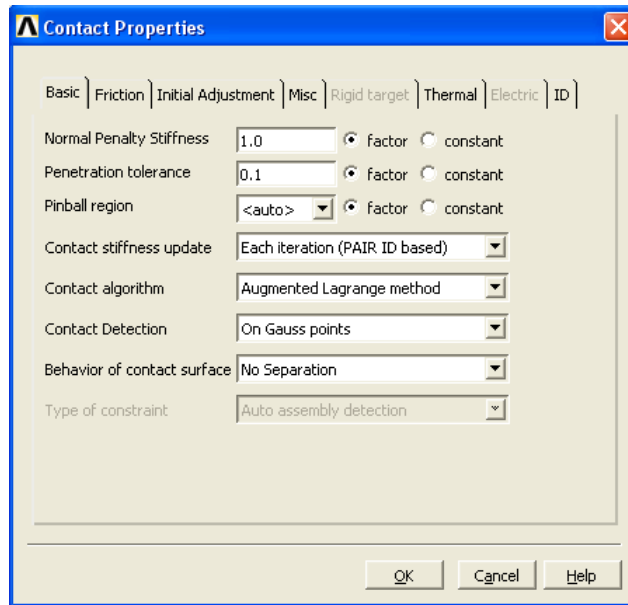 Contact Properties
Basic Friction Initial Adjustment Misc Rigid target Thermal Electric ID
Normal Penalty Stiffness 1.0 factor constant
Penetration tolerance 0.1 factor constant
Pinball region <auto> factor constant
Contact stiffness update Each iteration (PAIR ID based)
Contact algorithm Augmented Lagrange method
Contact Detection On Gauss points
Behavior of contact surface No Separation
Type of constraint Auto assembly detection
OK Cancel Help